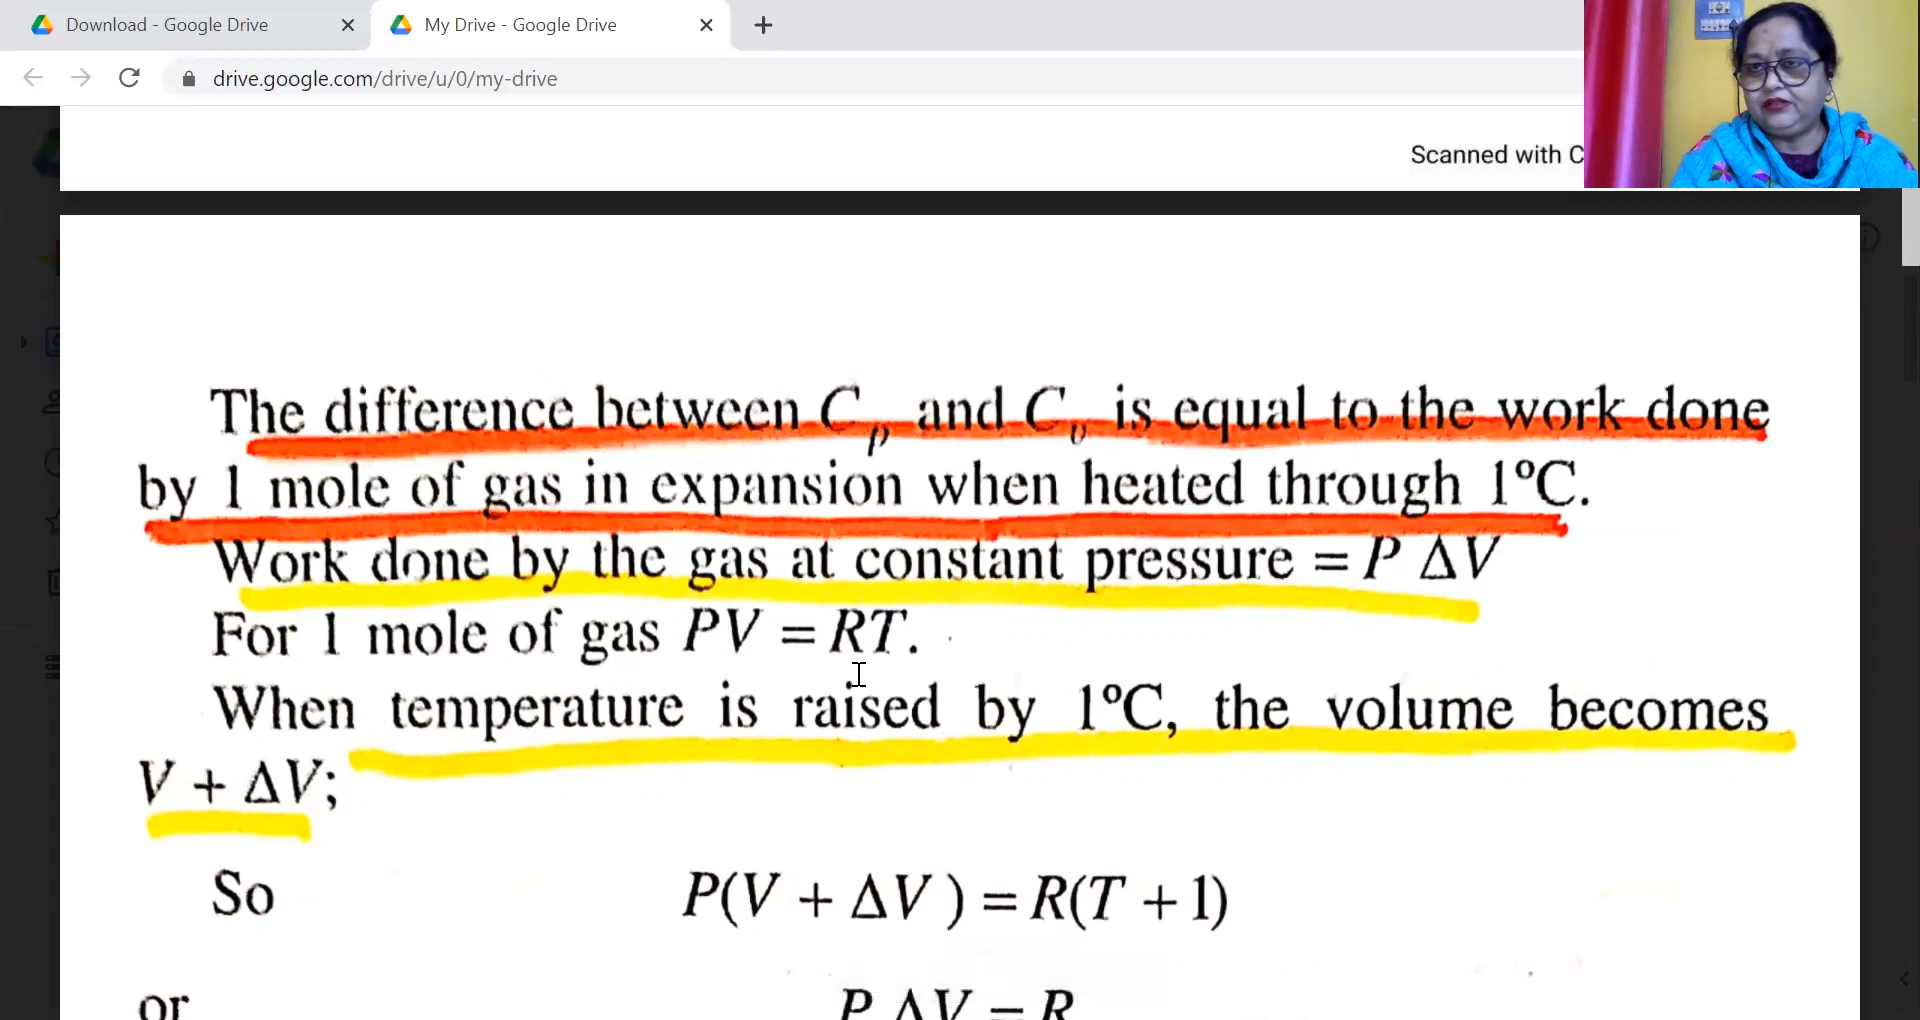 Download - Google Drive
My Drive - Google Drive
drive.google.com/drive/u/0/my-drive
Scanned with C
The difference between Cp and Cv is equal to the work done
by 1 mole of gas in expansion when heated through 1ºC.
Work done by the gas at constant pressure = P ΔV
For 1 mole of gas PV = RT.
When temperature is raised by 1ºC, the volume becomes
V + ΔV;
So P(V + ΔV) = R(T + 1)
or P ΔV = R